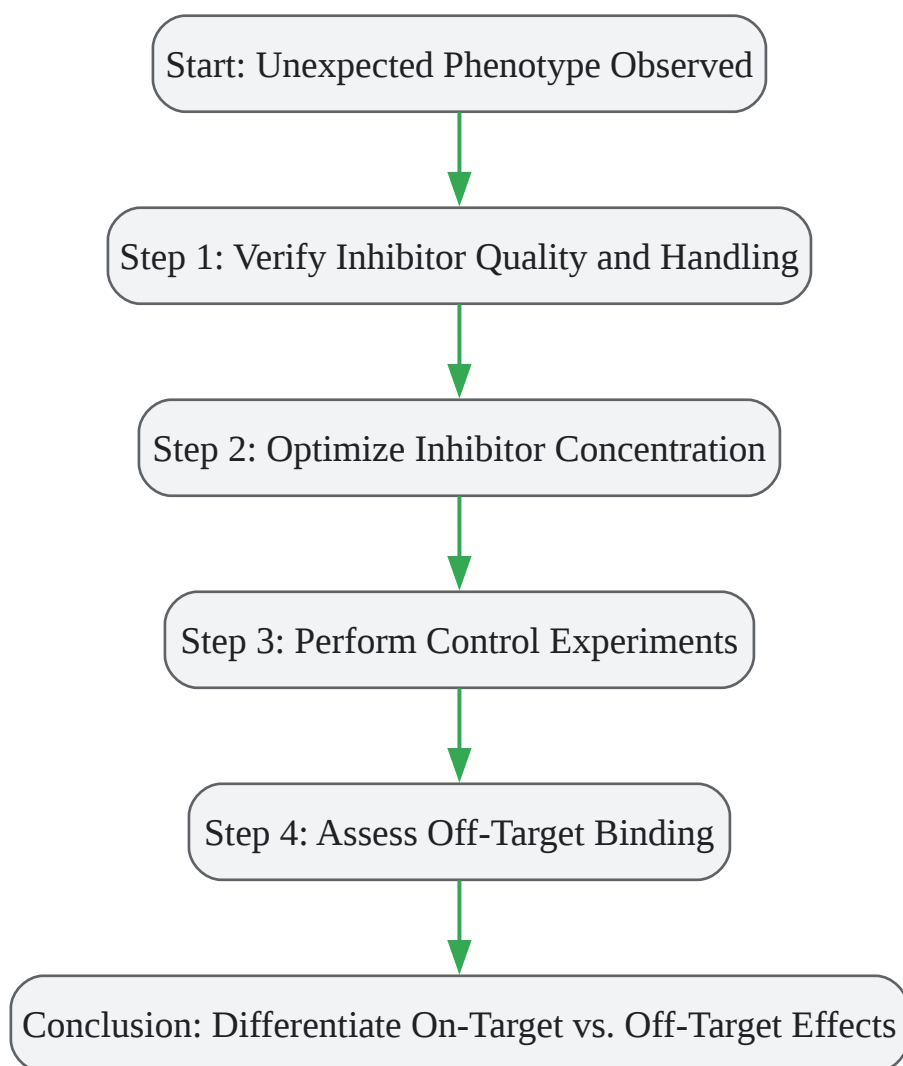 Start: Unexpected Phenotype Observed
Step 1: Verify Inhibitor Quality and Handling
Step 2: Optimize Inhibitor Concentration
Step 3: Perform Control Experiments
Step 4: Assess Off-Target Binding
Conclusion: Differentiate On-Target vs. Off-Target Effects